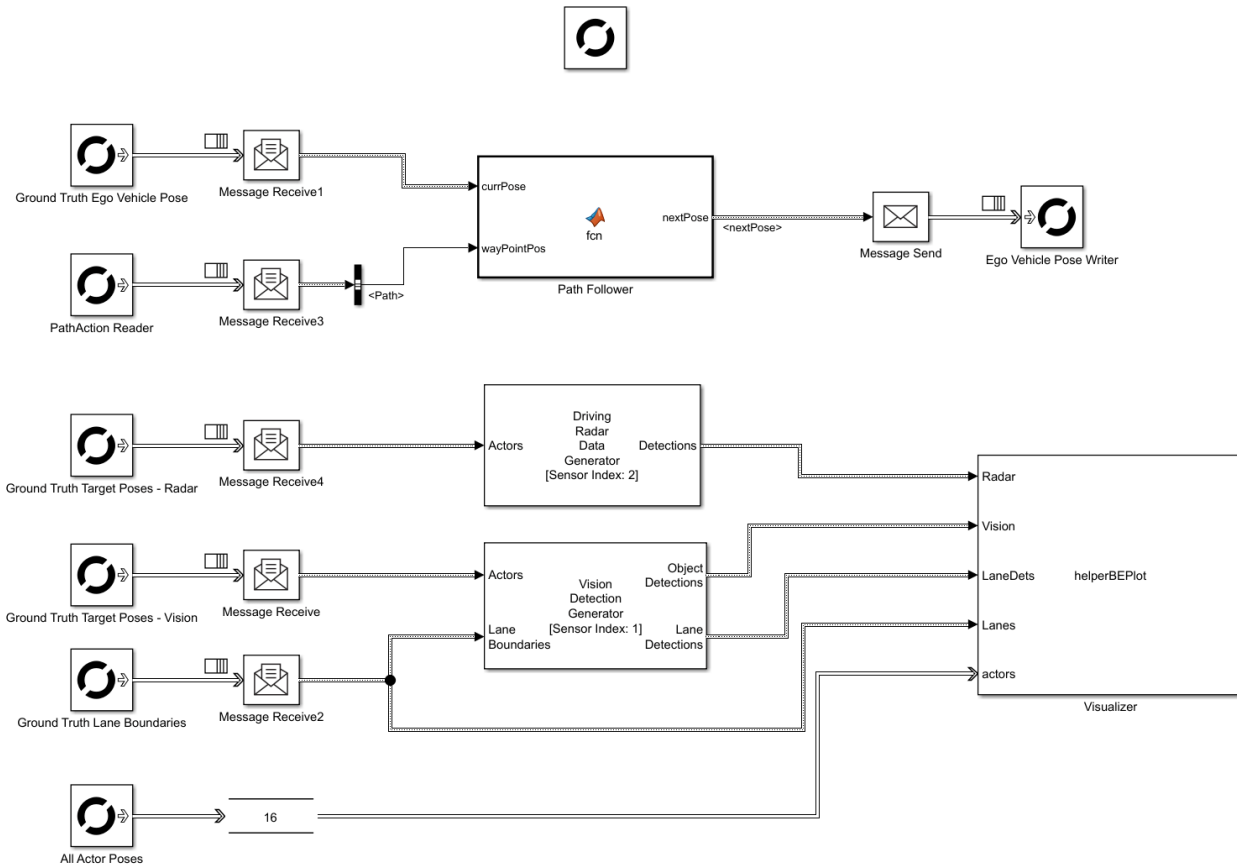 Ground Truth Ego Vehicle Pose
Message Receive1
currPose
wayPointPos
fcn
nextPose
<nextPose>
Path Follower
Message Send
Ego Vehicle Pose Writer
PathAction Reader
Message Receive3
<Path>
Ground Truth Target Poses - Radar
Message Receive4
Actors
Driving
Radar
Data
Generator
[Sensor Index: 2]
Detections
Ground Truth Target Poses - Vision
Message Receive
Actors
Lane
Boundaries
Vision
Detection
Generator
[Sensor Index: 1]
Object
Detections
Lane
Detections
Ground Truth Lane Boundaries
Message Receive2
Radar
Vision
LaneDets
Lanes
actors
helperBEPlot
Visualizer
All Actor Poses
16